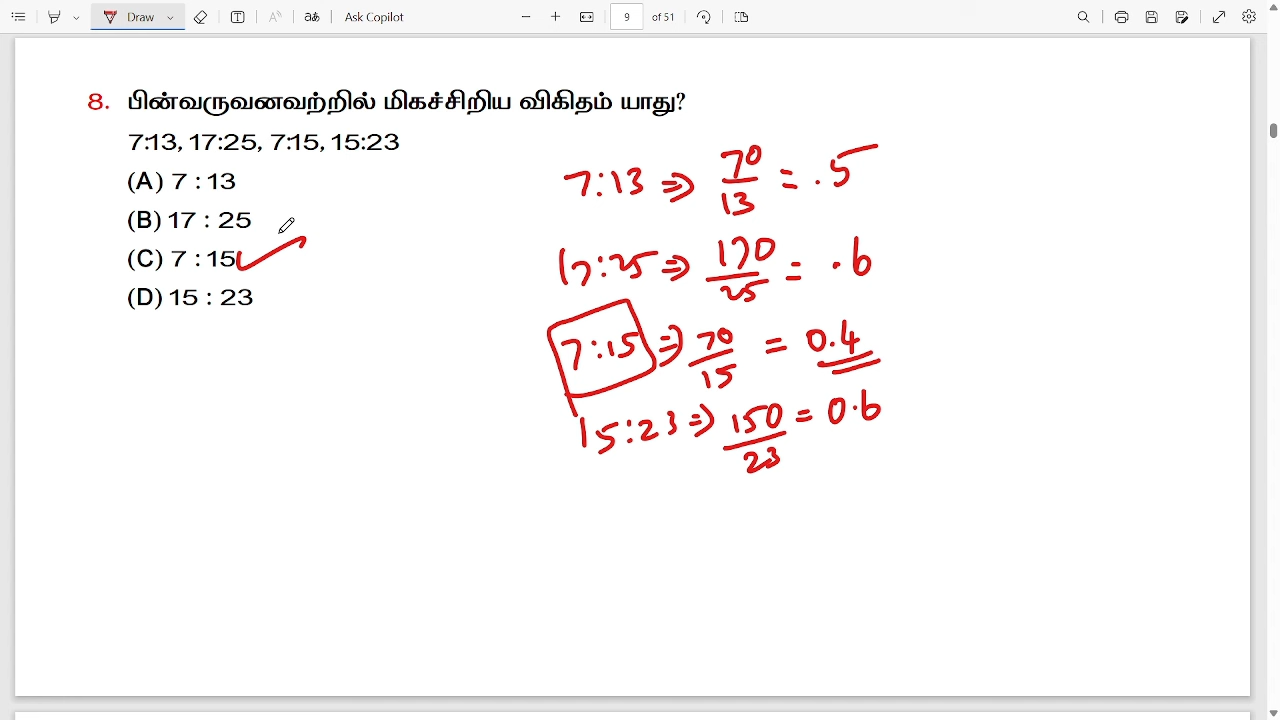 Draw
Ask Copilot
9 of 51
8. பின்வருவனவற்றில் மிகச்சிறிய விகிதம் யாது?
7:13, 17:25, 7:15, 15:23
(A) 7 : 13
(B) 17 : 25
(C) 7 : 15
(D) 15 : 23
7:13 ⇒ 70/13 = .5
17:25 ⇒ 170/25 = .6
7:15 ⇒ 70/15 = 0.4
15:23 ⇒ 150/23 = 0.6